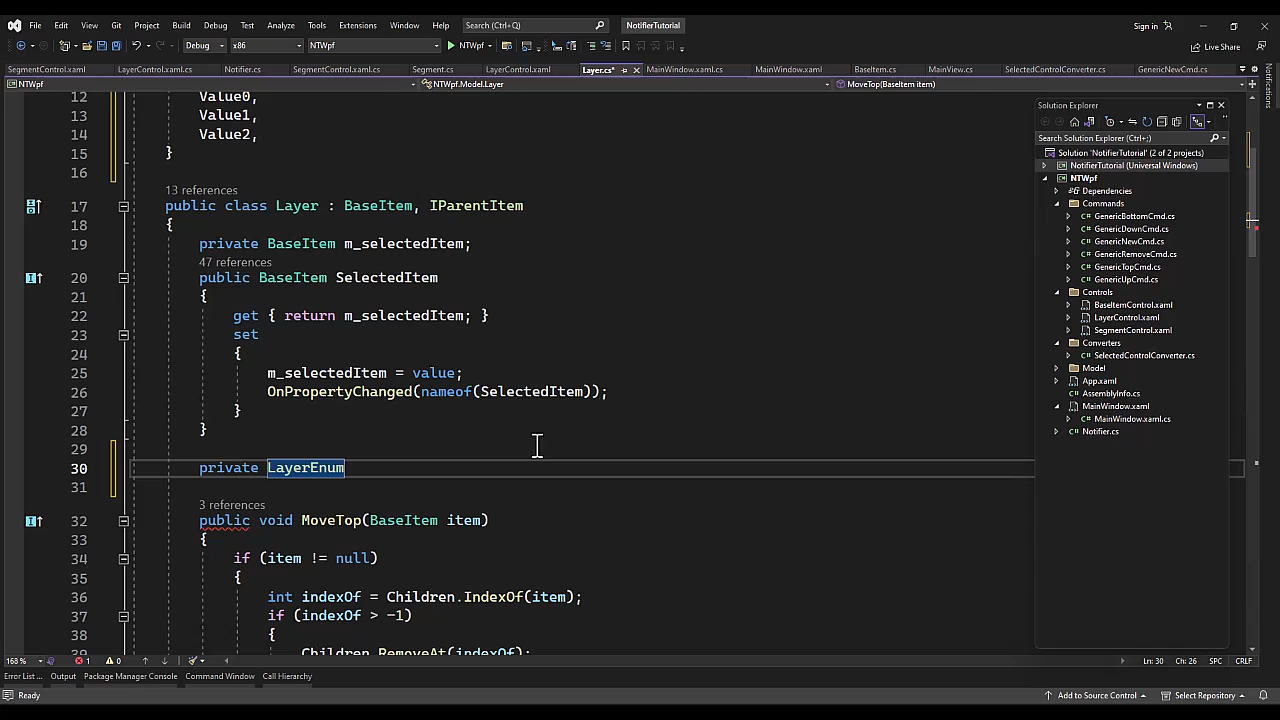 File Edit View Git Project Build Debug Test Analyze Tools Extensions Window Help Search (Ctrl+Q) NotifierTutorial Sign in
Debug x86 NTWpf NTWpf Live Share
SegmentControl.xaml LayerControl.xaml.cs Notifier.cs SegmentControl.xaml.cs Segment.cs LayerControl.xaml Layer.cs* MainWindow.xaml.cs MainWindow.xaml BaseItem.cs MainView.cs SelectedControlConverter.cs GenericNewCmd.cs
NTWpf NTWpf.Model.Layer MoveTop(BaseItem item)
12 Value0,
13 Value1,
14 Value2,
15 }
16
13 references
17 public class Layer : BaseItem, IParentItem
18 {
19 private BaseItem m_selectedItem;
47 references
20 public BaseItem SelectedItem
21 {
22 get { return m_selectedItem; }
23 set
24 {
25 m_selectedItem = value;
26 OnPropertyChanged(nameof(SelectedItem));
27 }
28 }
29
30 private LayerEnum
31
3 references
32 public void MoveTop(BaseItem item)
33 {
34 if (item != null)
35 {
36 int indexOf = Children.IndexOf(item);
37 if (indexOf > -1)
38 {
39 Children.RemoveAt(indexOf);
Solution Explorer
Search Solution Explorer (Ctrl+;)
Solution 'NotifierTutorial' (2 of 2 projects)
NotifierTutorial (Universal Windows)
NTWpf
Dependencies
Commands
GenericBottomCmd.cs
GenericDownCmd.cs
GenericNewCmd.cs
GenericRemoveCmd.cs
GenericTopCmd.cs
GenericUpCmd.cs
Controls
BaseItemControl.xaml
LayerControl.xaml
SegmentControl.xaml
Converters
SelectedControlConverter.cs
Model
App.xaml
AssemblyInfo.cs
MainWindow.xaml
MainWindow.xaml.cs
Notifier.cs
Notifications
168 % 1 0 Ln: 30 Ch: 26 SPC CRLF
Error List ... Output Package Manager Console Command Window Call Hierarchy
Ready Add to Source Control Select Repository